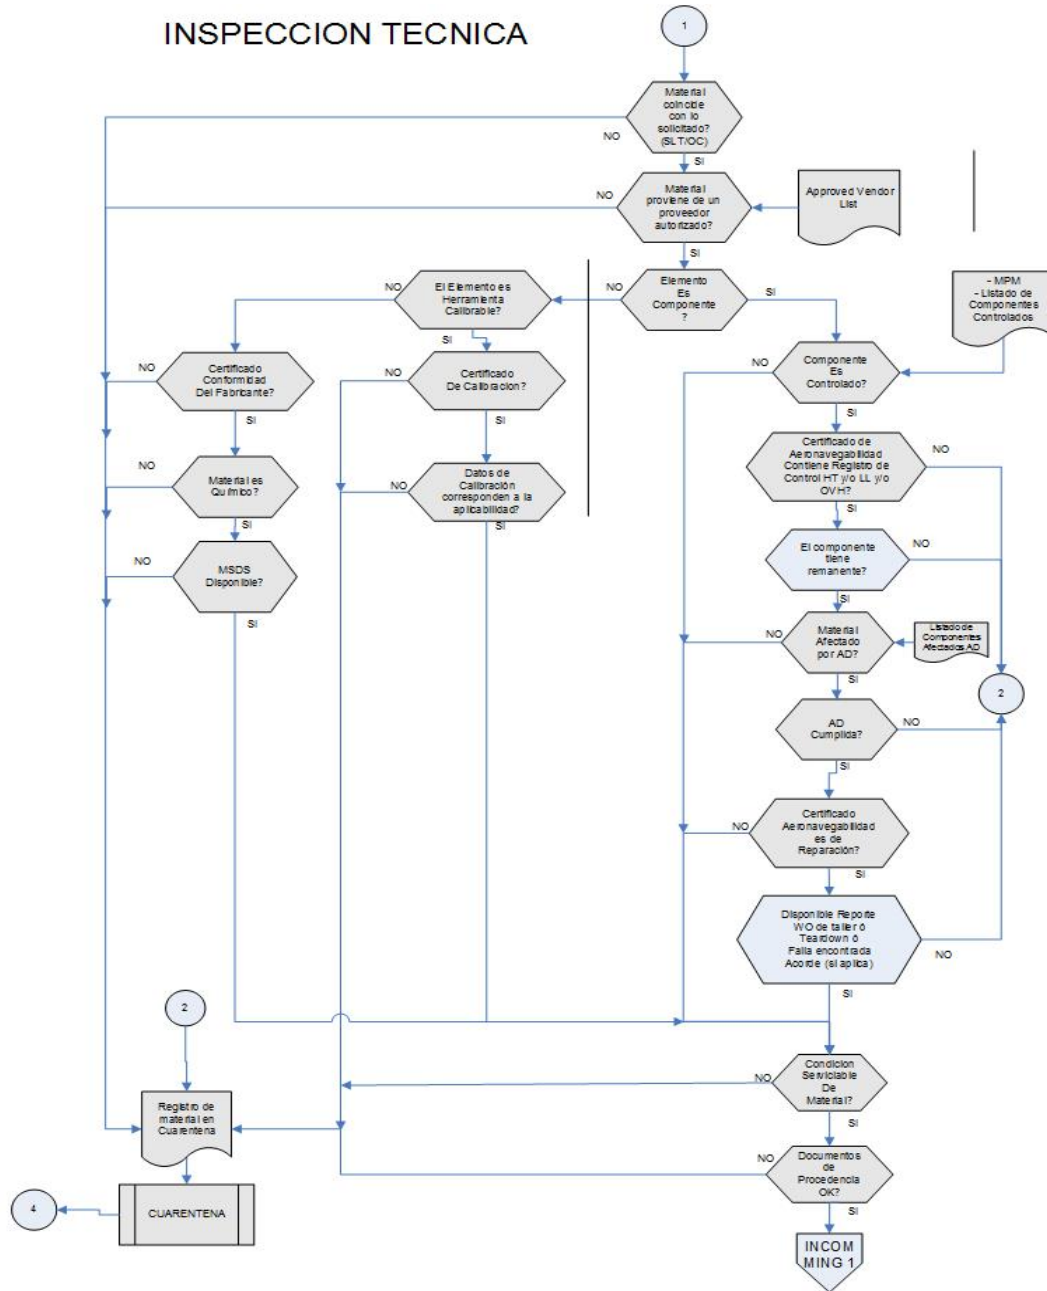 INSPECCION TECNICA
1
Material
coincide
con lo
solicitado?
(SLT/OC)
NO
SI
Material
proviene de un
proveedor
autorizado?
NO
Approved Vendor
List
SI
El Elemento es
Herramienta
Calibrable?
NO
NO
Elemento
Es
Componente
?
SI
- MPM
- Listado de
Componentes
Controlados
SI
NO
Certificado
Conformidad
Del Fabricante?
NO
Certificado
De Calibracion?
NO
Componente
Es
Controlado?
SI
SI
SI
NO
Material es
Químico?
NO
Datos de
Calibración
corresponden a la
aplicabilidad?
Certificado de
Aeronavegabilidad
Contiene Registro de
Control HT y/o LL y/o
OVH?
NO
SI
SI
SI
NO
MSDS
Disponible?
El componente
tiene
remanente?
NO
SI
SI
NO
Material
Afectado
por AD?
Listado de
Componentes
Afectados AD
SI
2
AD
Cumplida?
NO
SI
NO
Certificado
Aeronavegabilidad
es de
Reparación?
SI
Disponible Reporte
WO de taller ó
Teardown ó
Falla encontrada
Acorde (si aplica)
NO
SI
2
NO
Condicion
Serviciable
De
Material?
Registro de
material en
Cuarentena
SI
NO
Documentos
de
Procedencia
OK?
4
CUARENTENA
SI
INCOM
MING 1